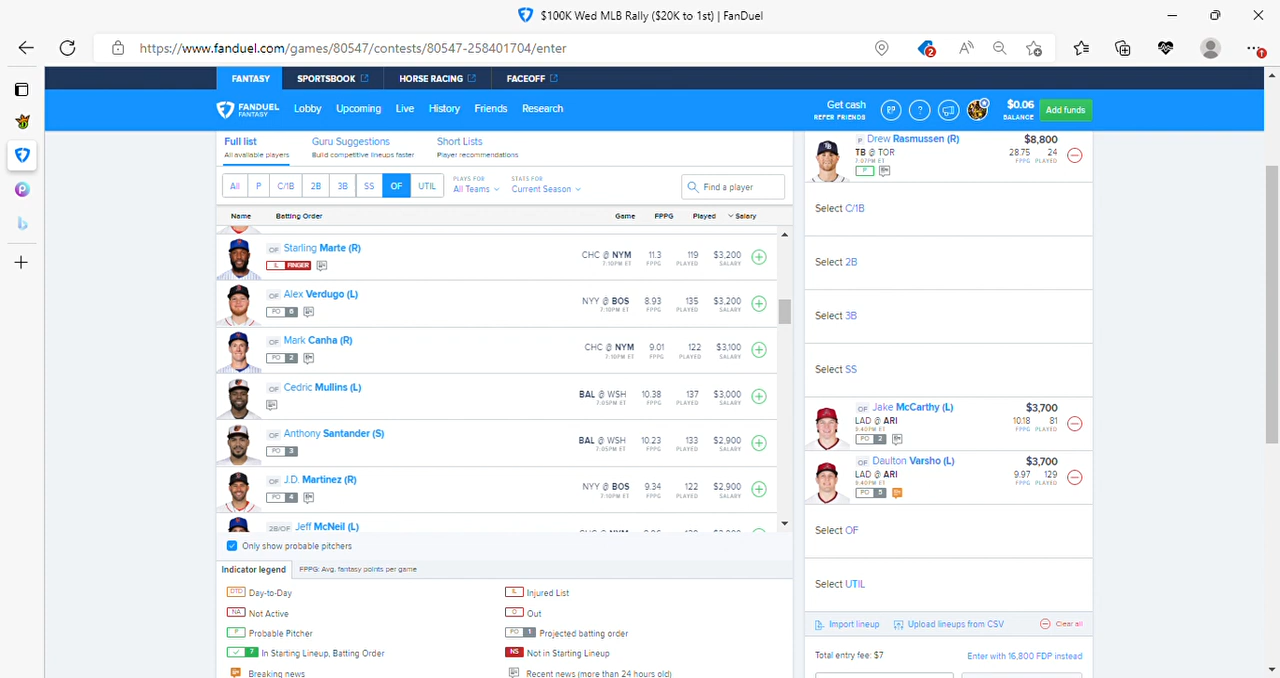 $100K Wed MLB Rally ($20K to 1st) | FanDuel
https://www.fanduel.com/games/80547/contests/80547-258401704/enter
2
FANTASY SPORTSBOOK HORSE RACING FACEOFF
FANDUEL FANTASY Lobby Upcoming Live History Friends Research
Get cash REFER FRIENDS $0.06 BALANCE Add funds
Full list Guru Suggestions Short Lists
All available players Build competitive lineups faster Player recommendations
All P C/1B 2B 3B SS OF UTIL
PLAYS FOR All Teams STATS FOR Current Season
Find a player
Name Batting Order Game FPPG Played Salary
OF Starling Marte (R)
IL FINGER
CHC @ NYM 11.3 119 $3,200
7:10PM ET FPPG PLAYED SALARY
OF Alex Verdugo (L)
PO 6
NYY @ BOS 8.93 135 $3,200
7:10PM ET FPPG PLAYED SALARY
OF Mark Canha (R)
PO 2
CHC @ NYM 9.01 122 $3,100
7:10PM ET FPPG PLAYED SALARY
OF Cedric Mullins (L)
BAL @ WSH 10.38 137 $3,000
7:05PM ET FPPG PLAYED SALARY
OF Anthony Santander (S)
PO 3
BAL @ WSH 10.23 133 $2,900
7:05PM ET FPPG PLAYED SALARY
OF J.D. Martinez (R)
PO 4
NYY @ BOS 9.34 122 $2,900
7:10PM ET FPPG PLAYED SALARY
2B/OF Jeff McNeil (L)
Only show probable pitchers
Indicator legend FPPG: Avg. fantasy points per game
DTD Day-to-Day
IL Injured List
NA Not Active
O Out
P Probable Pitcher
PO 1 Projected batting order
7 In Starting Lineup, Batting Order
NS Not in Starting Lineup
Breaking news
Recent news (more than 24 hours old)
P Drew Rasmussen (R) $8,800
TB @ TOR 28.75 24
7:07PM ET FPPG PLAYED
P
Select C/1B
Select 2B
Select 3B
Select SS
OF Jake McCarthy (L) $3,700
LAD @ ARI 10.18 81
9:40PM ET FPPG PLAYED
PO 2
OF Daulton Varsho (L) $3,700
LAD @ ARI 9.97 129
9:40PM ET FPPG PLAYED
PO 5
Select OF
Select UTIL
Import lineup Upload lineups from CSV Clear all
Total entry fee: $7 Enter with 16,800 FDP instead